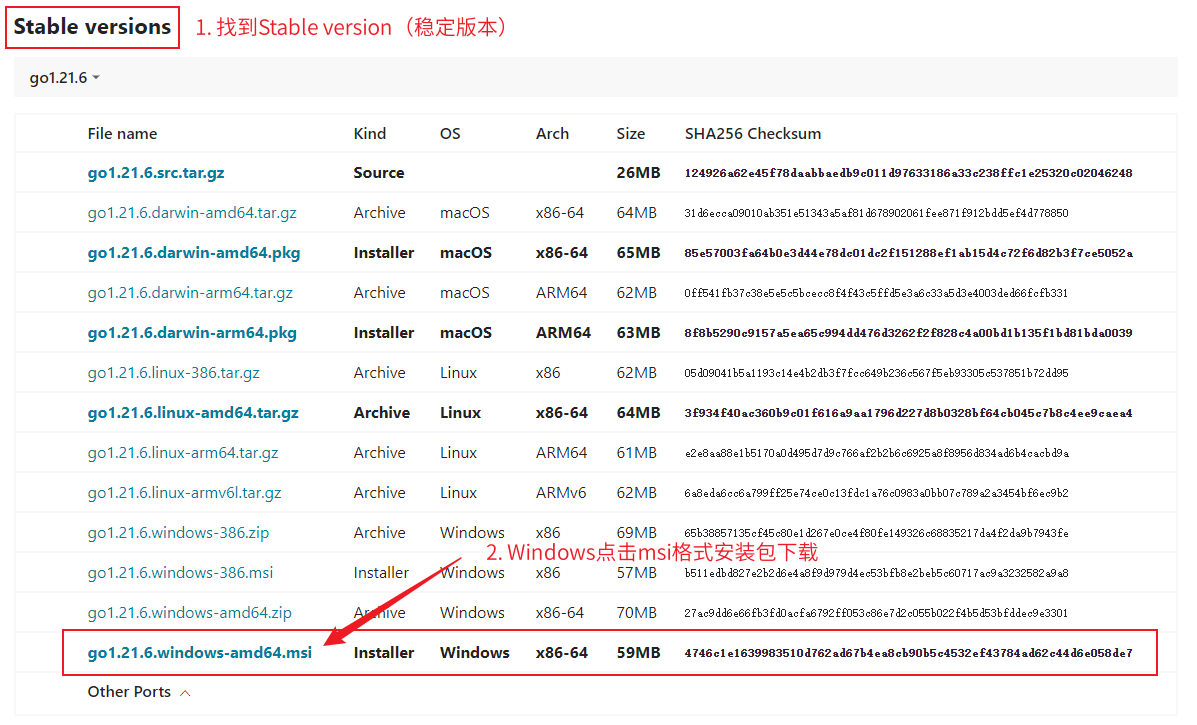 Stable versions 1. 找到Stable version（稳定版本）
go1.21.6
File name Kind OS Arch Size SHA256 Checksum
go1.21.6.src.tar.gz Source 26MB 124926a62e45f78daabbaedb9c011d97633186a33c238ffc1e25320c02046248
go1.21.6.darwin-amd64.tar.gz Archive macOS x86-64 64MB 31d6ecca09010ab351e51343a5af81d678902061fee871f912bdd5ef4d778850
go1.21.6.darwin-amd64.pkg Installer macOS x86-64 65MB 85e57003fa64b0e3d44e78dc01dc2f151288ef1ab15d4c72f6d82b3f7ce5052a
go1.21.6.darwin-arm64.tar.gz Archive macOS ARM64 62MB 0ff541fb37c38e5e5c5bcecc8f4f43c5ffd5e3a6c33a5d3e4003ded66fcfb331
go1.21.6.darwin-arm64.pkg Installer macOS ARM64 63MB 8f8b5290c9157a5ea65c994dd476d3262f2f828c4a00bd1b135f1bd81bda0039
go1.21.6.linux-386.tar.gz Archive Linux x86 62MB 05d09041b5a1193c14e4b2db3f7fcc649b236c567f5eb93305c537851b72dd95
go1.21.6.linux-amd64.tar.gz Archive Linux x86-64 64MB 3f934f40ac360b9c01f616a9aa1796d227d8b0328bf64cb045c7b8c4ee9caea4
go1.21.6.linux-arm64.tar.gz Archive Linux ARM64 61MB e2e8aa88e1b5170a0d495d7d9c766af2b2b6c6925a8f8956d834ad6b4cacbd9a
go1.21.6.linux-armv6l.tar.gz Archive Linux ARMv6 62MB 6a8eda6cc6a799ff25e74ce0c13fdc1a76c0983a0bb07c789a2a3454bf6ec9b2
go1.21.6.windows-386.zip Archive Windows x86 69MB 65b38857135cf45c80e1d267e0ce4f80fe149326c68835217da4f2da9b7943fe
2. Windows点击msi格式安装包下载
go1.21.6.windows-386.msi Installer Windows x86 57MB b511edbd827e2b2d6e4a8f9d979d4ec53bfb8e2beb5c60717ac9a3232582a9a8
go1.21.6.windows-amd64.zip Archive Windows x86-64 70MB 27ac9dd6e66fb3fd0acfa6792ff053c86e7d2c055b022f4b5d53bfddec9e3301
go1.21.6.windows-amd64.msi Installer Windows x86-64 59MB 4746c1e1639983510d762ad67b4ea8cb90b5c4532ef43784ad62c44d6e058de7
Other Ports